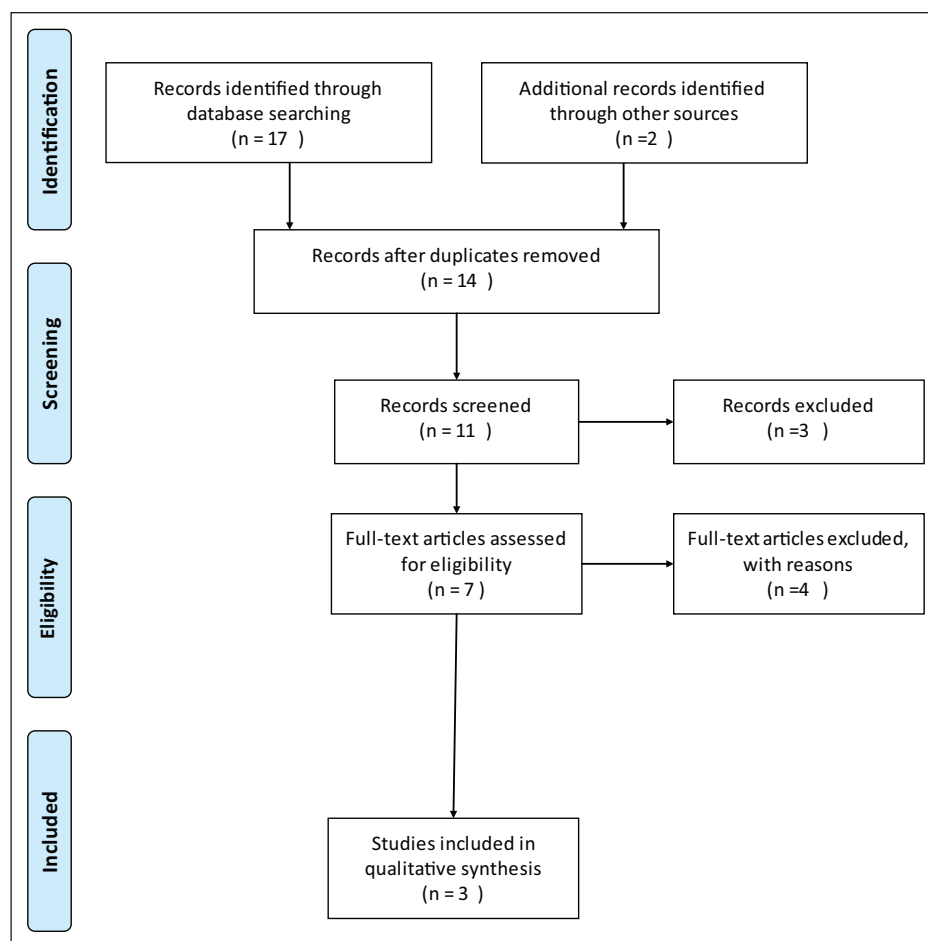 Identification
Records identified through
database searching
(n = 17 )
Additional records identified
through other sources
(n =2 )
Records after duplicates removed
(n = 14 )
Screening
Records screened
(n = 11 )
Records excluded
(n =3 )
Eligibility
Full-text articles assessed
for eligibility
(n = 7 )
Full-text articles excluded,
with reasons
(n =4 )
Included
Studies included in
qualitative synthesis
(n = 3 )